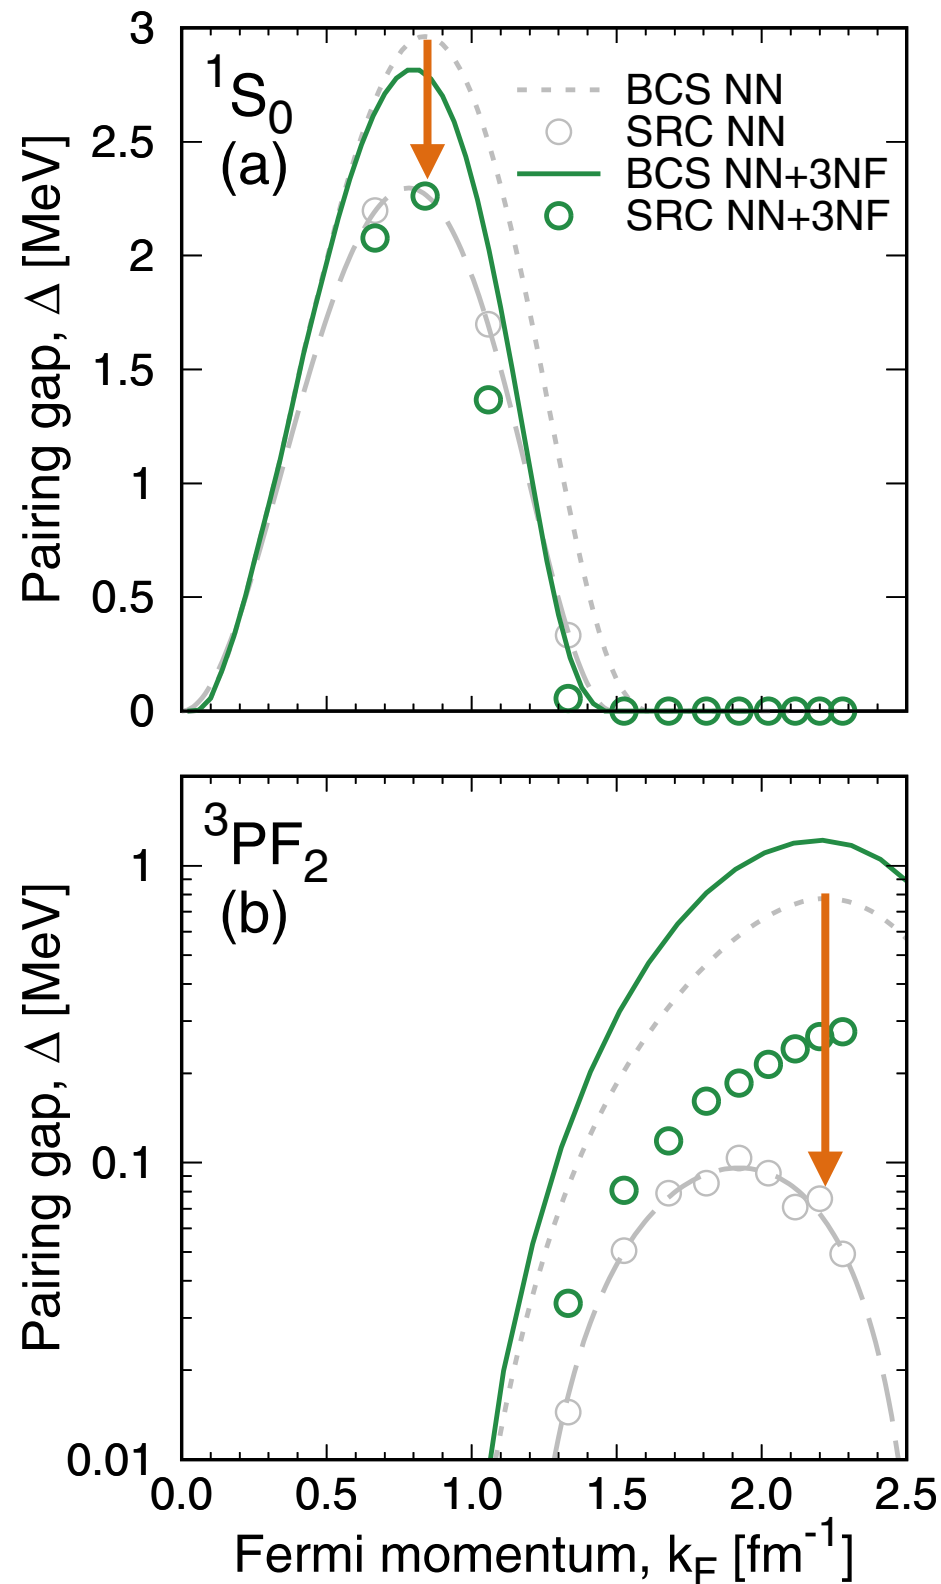 3
2.5
2
1.5
1
0.5
0
Pairing gap, Δ [MeV]
¹S₀
(a)
BCS NN
SRC NN
BCS NN+3NF
SRC NN+3NF
1
0.1
0.01
Pairing gap, Δ [MeV]
³PF₂
(b)
0.0 0.5 1.0 1.5 2.0 2.5
Fermi momentum, k_F [fm⁻¹]